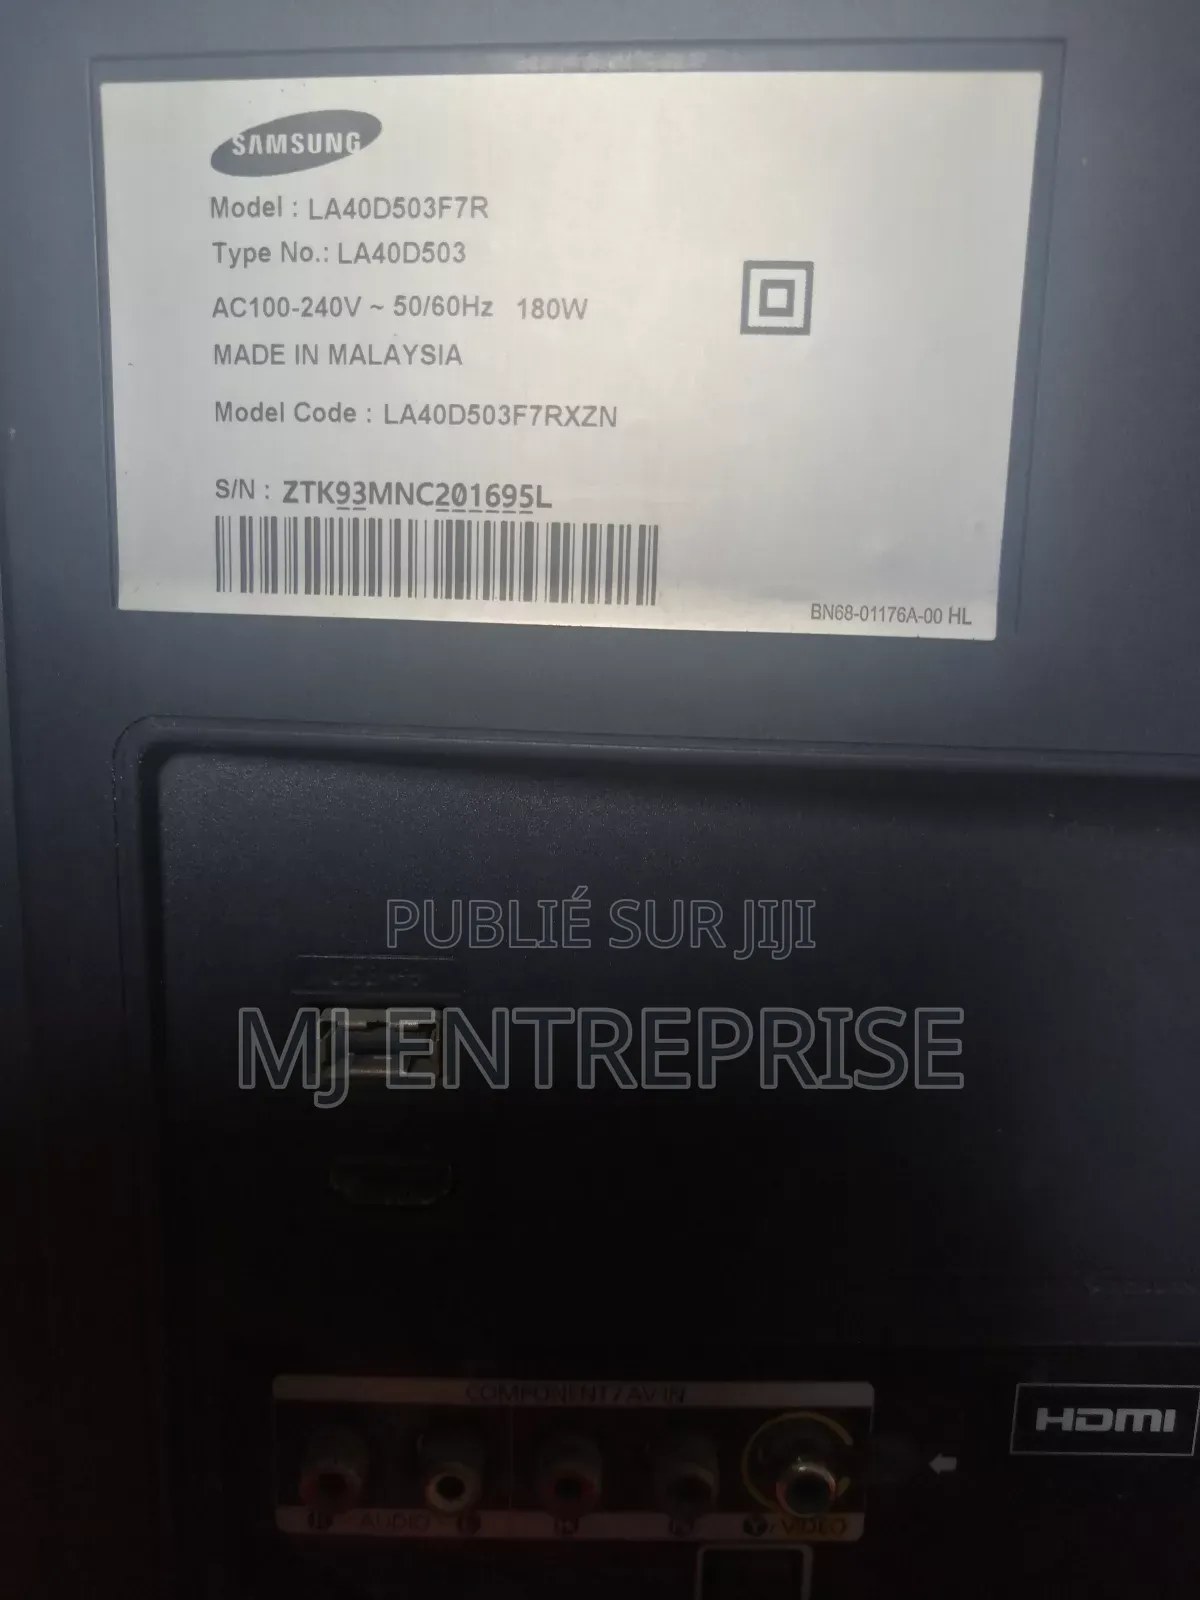 SAMSUNG
Model : LA40D503F7R
Type No.: LA40D503
AC100-240V ~ 50/60Hz 180W
MADE IN MALAYSIA
Model Code : LA40D503F7RXZN
S/N : ZTK93MNC201695L
BN68-01176A-00 HL
PUBLIÉ SUR JIJI
MJ ENTREPRISE
COMPONENT / AV IN
HDMI
AUDIO
Y / VIDEO